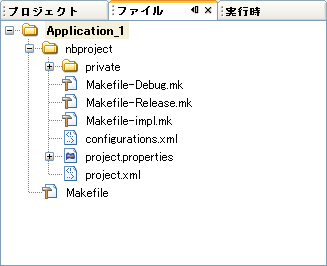 プロジェクト ファイル 実行時
Application_1
nbproject
private
Makefile-Debug.mk
Makefile-Release.mk
Makefile-impl.mk
configurations.xml
project.properties
project.xml
Makefile